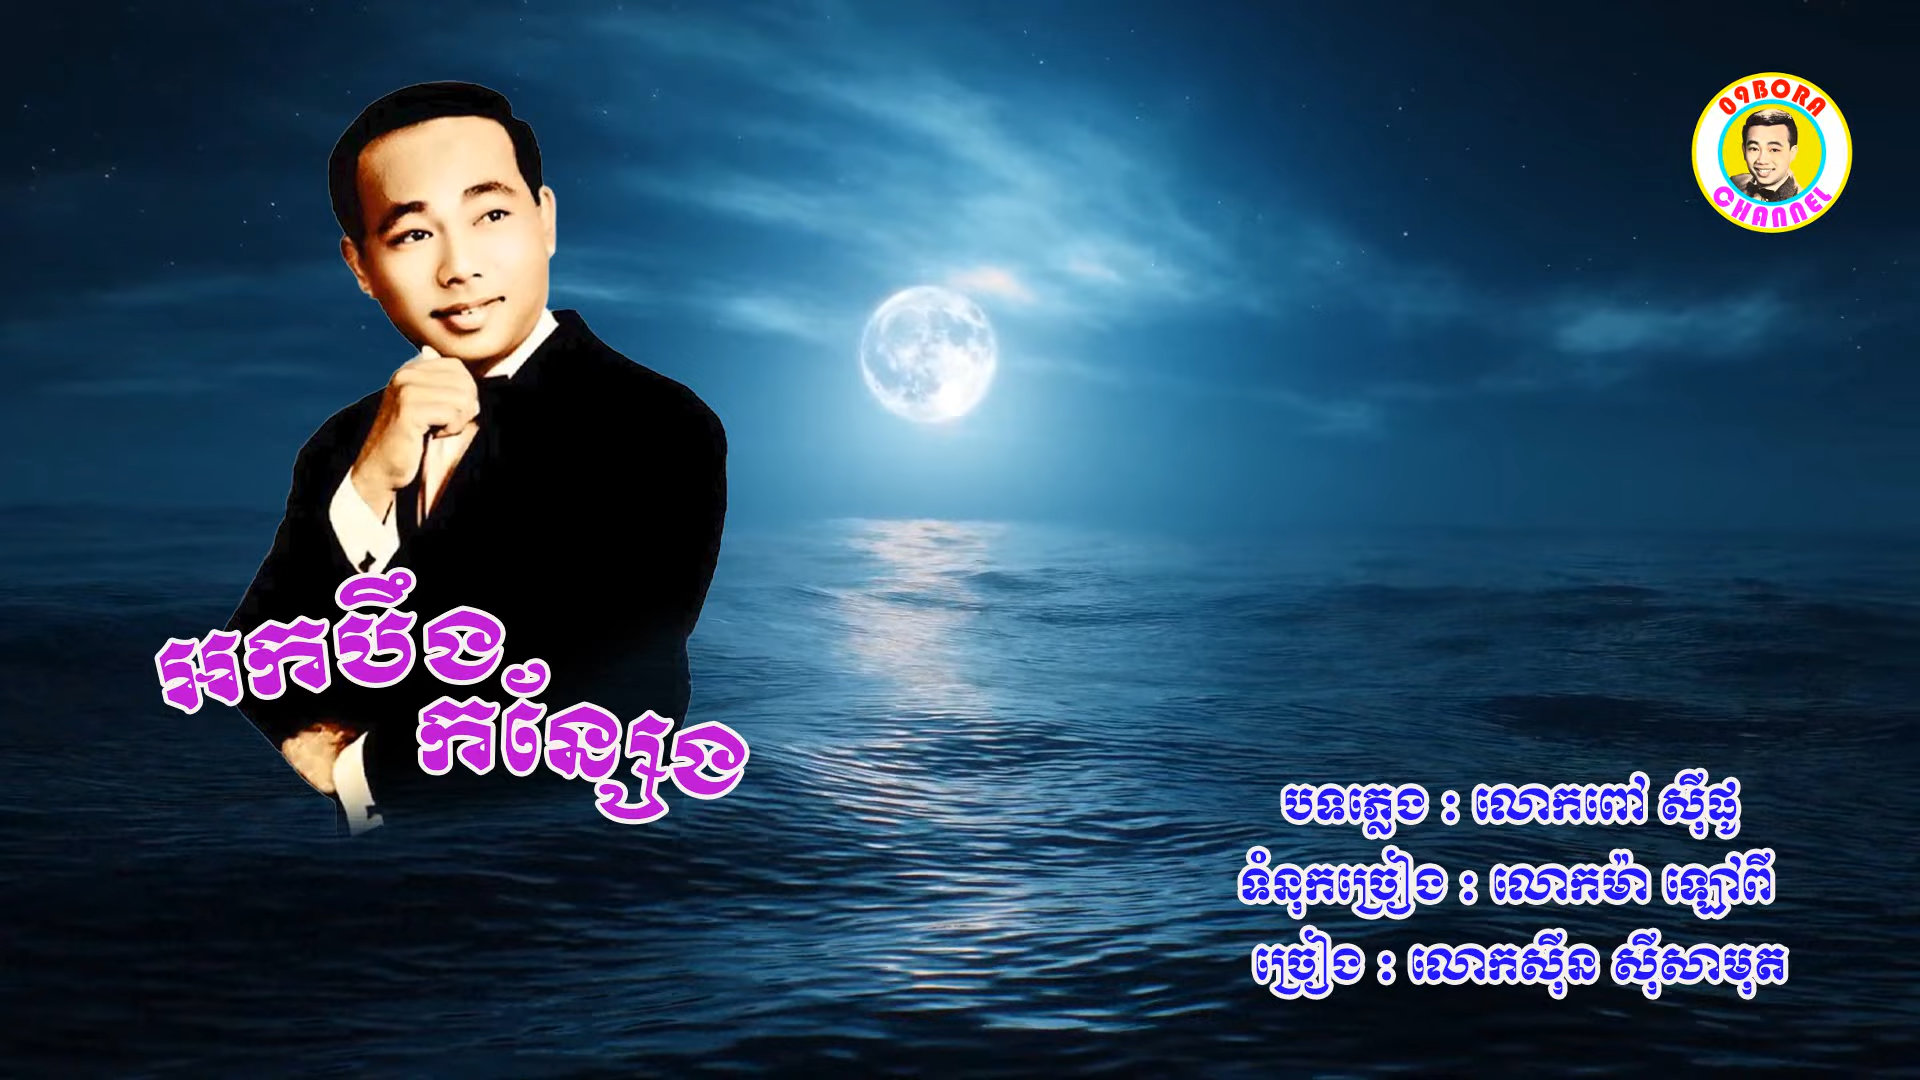 09BORA
CHANNEL
អកបឹង
កន្សែង
បទភ្លេង : លោកពៅ ស៊ីផូ
ទំនុកច្រៀង : លោកម៉ា ឡៅពី
ច្រៀង : លោកស៊ីន ស៊ីសាមុត